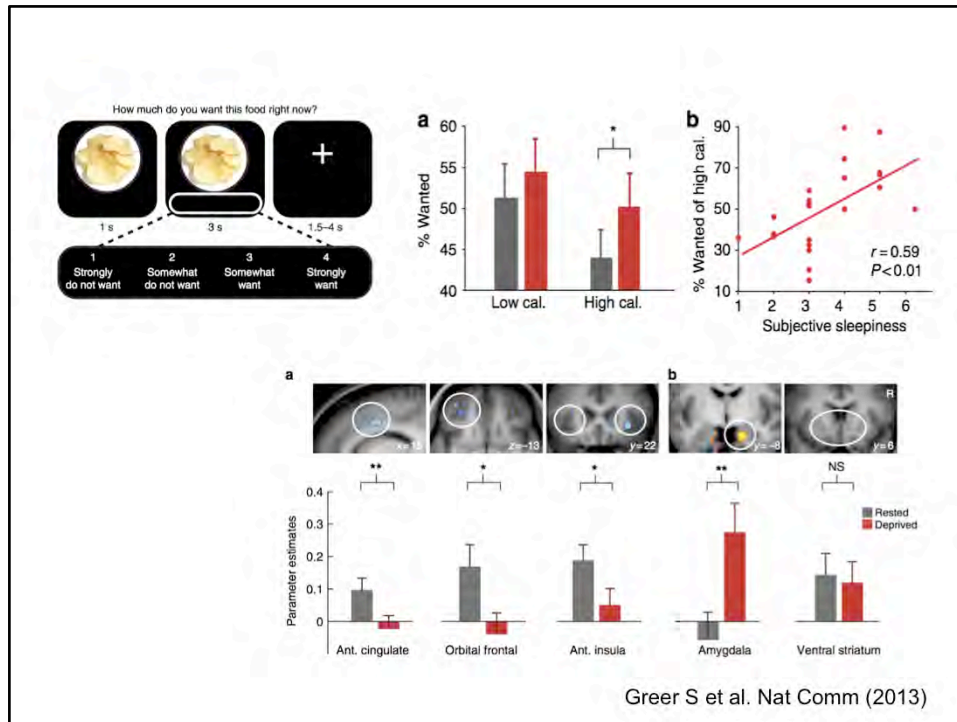 How much do you want this food right now?
1 s
3 s
1.5–4 s
1
Strongly
do not want
2
Somewhat
do not want
3
Somewhat
want
4
Strongly
want
a
% Wanted
60
55
50
45
40
*
Low cal.
High cal.
b
% Wanted of high cal.
90
70
50
30
10
r = 0.59
P < 0.01
1
2
3
4
5
6
Subjective sleepiness
a
x = 15
z = –13
y = 22
b
y = –8
R
y = 6
**
*
*
**
NS
Rested
Deprived
Parameter estimates
0.4
0.3
0.2
0.1
0
Ant. cingulate
Orbital frontal
Ant. insula
Amygdala
Ventral striatum
Greer S et al. Nat Comm (2013)